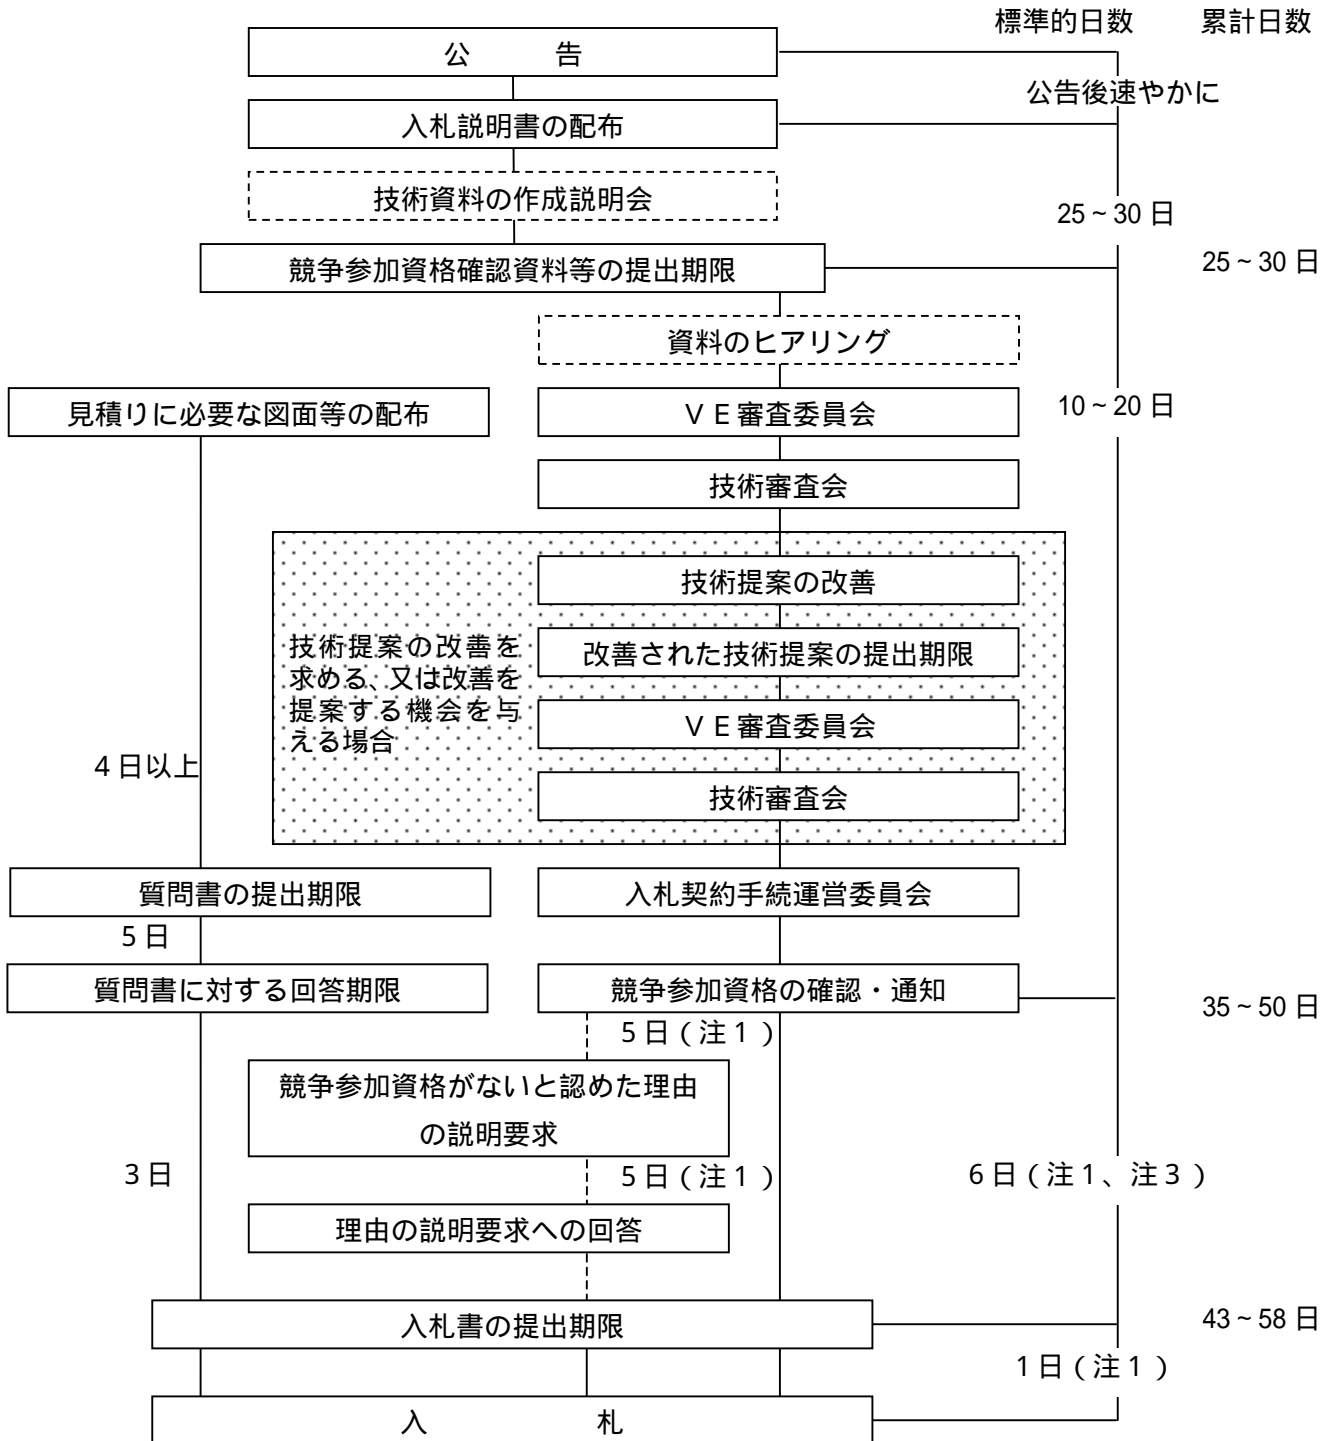 標準的日数 累計日数
公 告
公告後速やかに
入札説明書の配布
技術資料の作成説明会
25~30日
競争参加資格確認資料等の提出期限
25~30日
資料のヒアリング
見積りに必要な図面等の配布
VE審査委員会
10~20日
技術審査会
技術提案の改善を
求める、又は改善を
提案する機会を与
える場合
技術提案の改善
改善された技術提案の提出期限
VE審査委員会
技術審査会
4日以上
質問書の提出期限
入札契約手続運営委員会
5日
質問書に対する回答期限
競争参加資格の確認・通知
35~50日
5日(注1)
競争参加資格がないと認めた理由
の説明要求
3日
5日(注1)
6日(注1、注3)
理由の説明要求への回答
入札書の提出期限
43~58日
1日(注1)
入 札